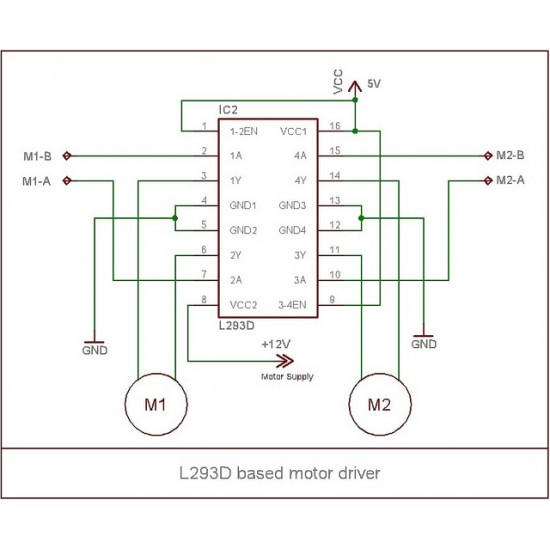 VCC 5V
IC2
1 1-2EN VCC1 16
M1-B 2 1A 4A 15 M2-B
M1-A 3 1Y 4Y 14 M2-A
4 GND1 GND3 13
5 GND2 GND4 12
6 2Y 3Y 11
7 2A 3A 10
8 VCC2 3-4EN 9
L293D
GND GND
+12V
Motor Supply
M1 M2
L293D based motor driver